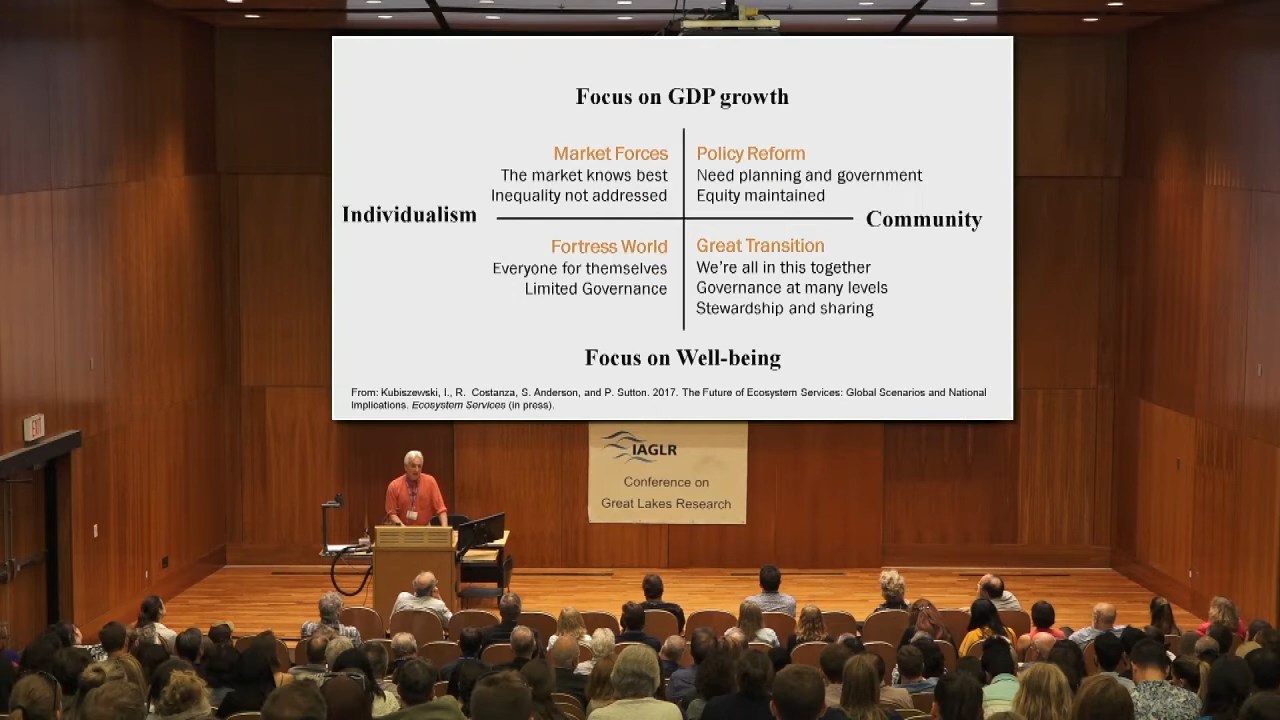 Focus on GDP growth
Market Forces
The market knows best
Inequality not addressed
Policy Reform
Need planning and government
Equity maintained
Individualism
Community
Fortress World
Everyone for themselves
Limited Governance
Great Transition
We're all in this together
Governance at many levels
Stewardship and sharing
Focus on Well-being
From: Kubiszewski, I., R. Costanza, S. Anderson, and P. Sutton. 2017. The Future of Ecosystem Services: Global Scenarios and National
Implications. Ecosystem Services (in press).
EXIT
IAGLR
Conference on
Great Lakes Research